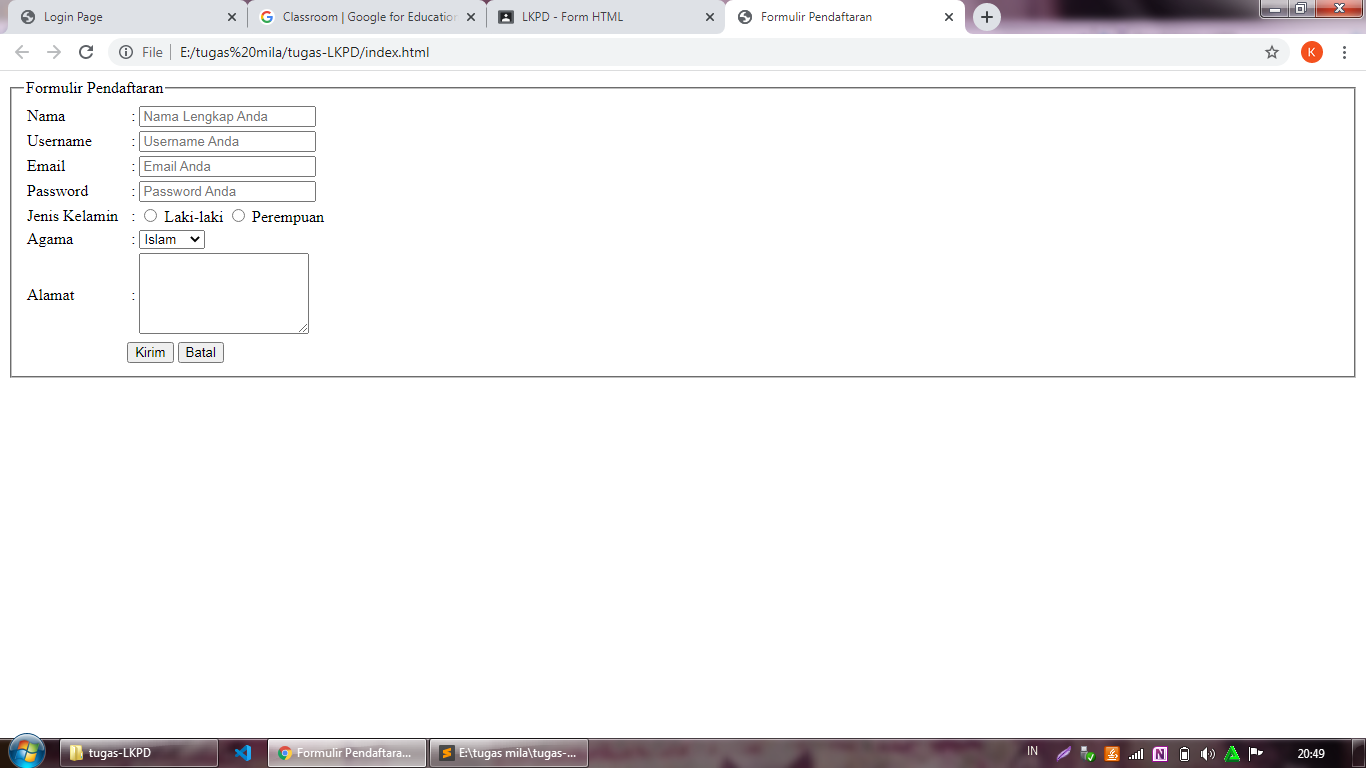 Login Page
Classroom | Google for Education
LKPD - Form HTML
Formulir Pendaftaran
File
E:/tugas%20mila/tugas-LKPD/index.html
K
Formulir Pendaftaran
Nama : Nama Lengkap Anda
Username : Username Anda
Email : Email Anda
Password : Password Anda
Jenis Kelamin : Laki-laki Perempuan
Agama : Islam
Alamat :
Kirim Batal
tugas-LKPD
Formulir Pendaftara...
E:\tugas mila\tugas-...
IN
N
20:49